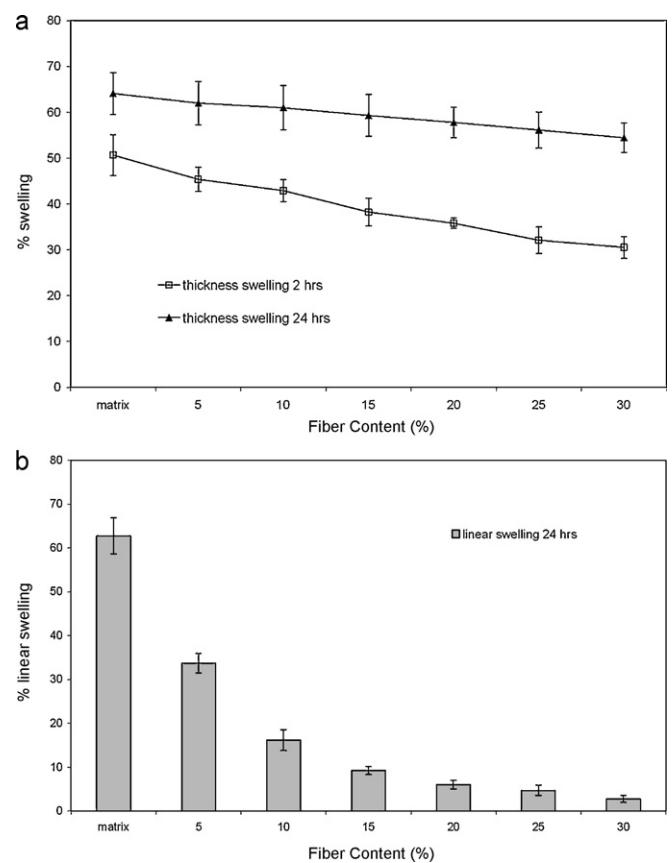 a
80
70
60
50
40
30
20
10
0
% swelling
thickness swelling 2 hrs
thickness swelling 24 hrs
matrix 5 10 15 20 25 30
Fiber Content (%)
b
80
70
60
50
40
30
20
10
0
% linear swelling
linear swelling 24 hrs
matrix 5 10 15 20 25 30
Fiber Content (%)